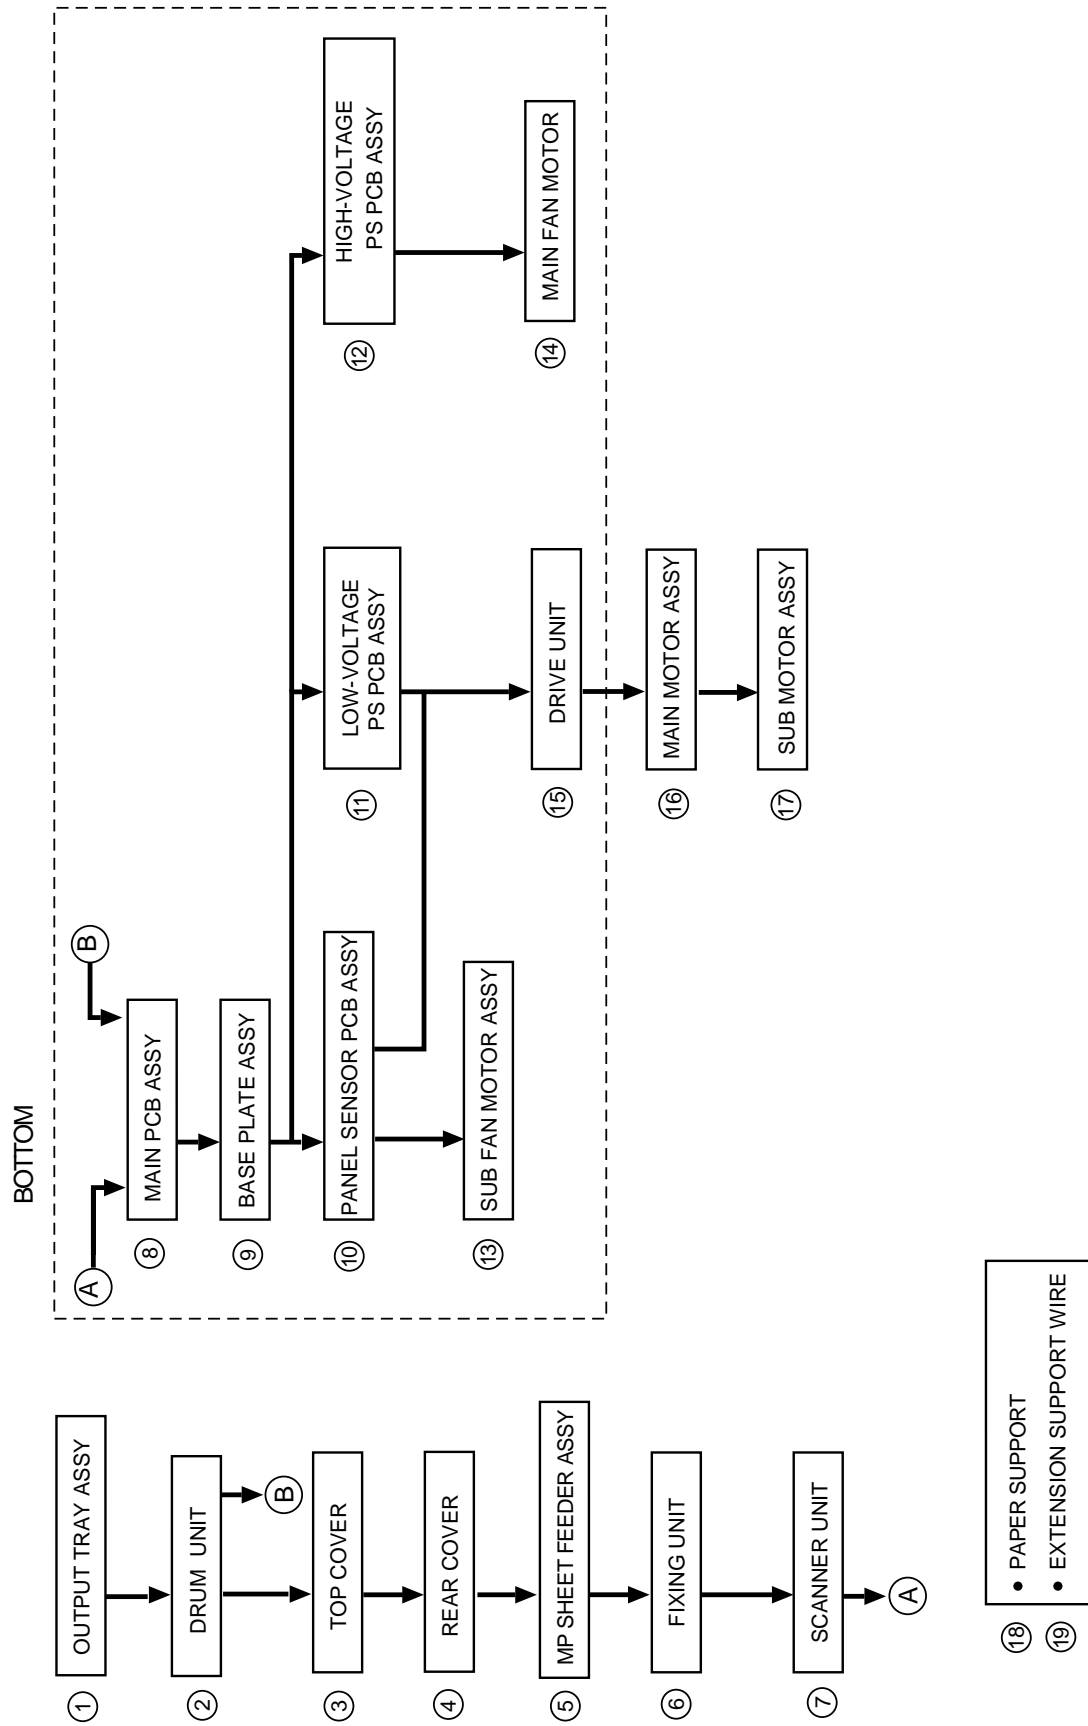 ① OUTPUT TRAY ASSY
② DRUM UNIT
B
③ TOP COVER
④ REAR COVER
⑤ MP SHEET FEEDER ASSY
⑥ FIXING UNIT
⑦ SCANNER UNIT
A
BOTTOM
A
B
⑧ MAIN PCB ASSY
⑨ BASE PLATE ASSY
⑩ PANEL SENSOR PCB ASSY
⑪ LOW-VOLTAGE
PS PCB ASSY
⑫ HIGH-VOLTAGE
PS PCB ASSY
⑬ SUB FAN MOTOR ASSY
⑭ MAIN FAN MOTOR
⑮ DRIVE UNIT
⑯ MAIN MOTOR ASSY
⑰ SUB MOTOR ASSY
⑱ • PAPER SUPPORT
⑲ • EXTENSION SUPPORT WIRE